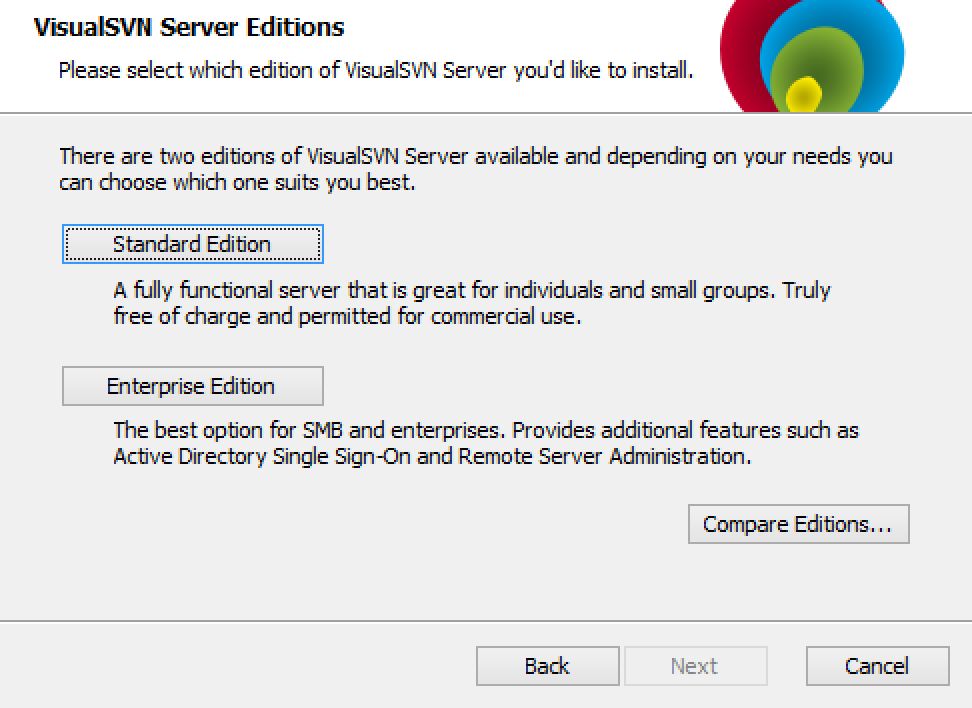 VisualSVN Server Editions
Please select which edition of VisualSVN Server you'd like to install.
There are two editions of VisualSVN Server available and depending on your needs you
can choose which one suits you best.
Standard Edition
A fully functional server that is great for individuals and small groups. Truly
free of charge and permitted for commercial use.
Enterprise Edition
The best option for SMB and enterprises. Provides additional features such as
Active Directory Single Sign-On and Remote Server Administration.
Compare Editions...
Back
Next
Cancel